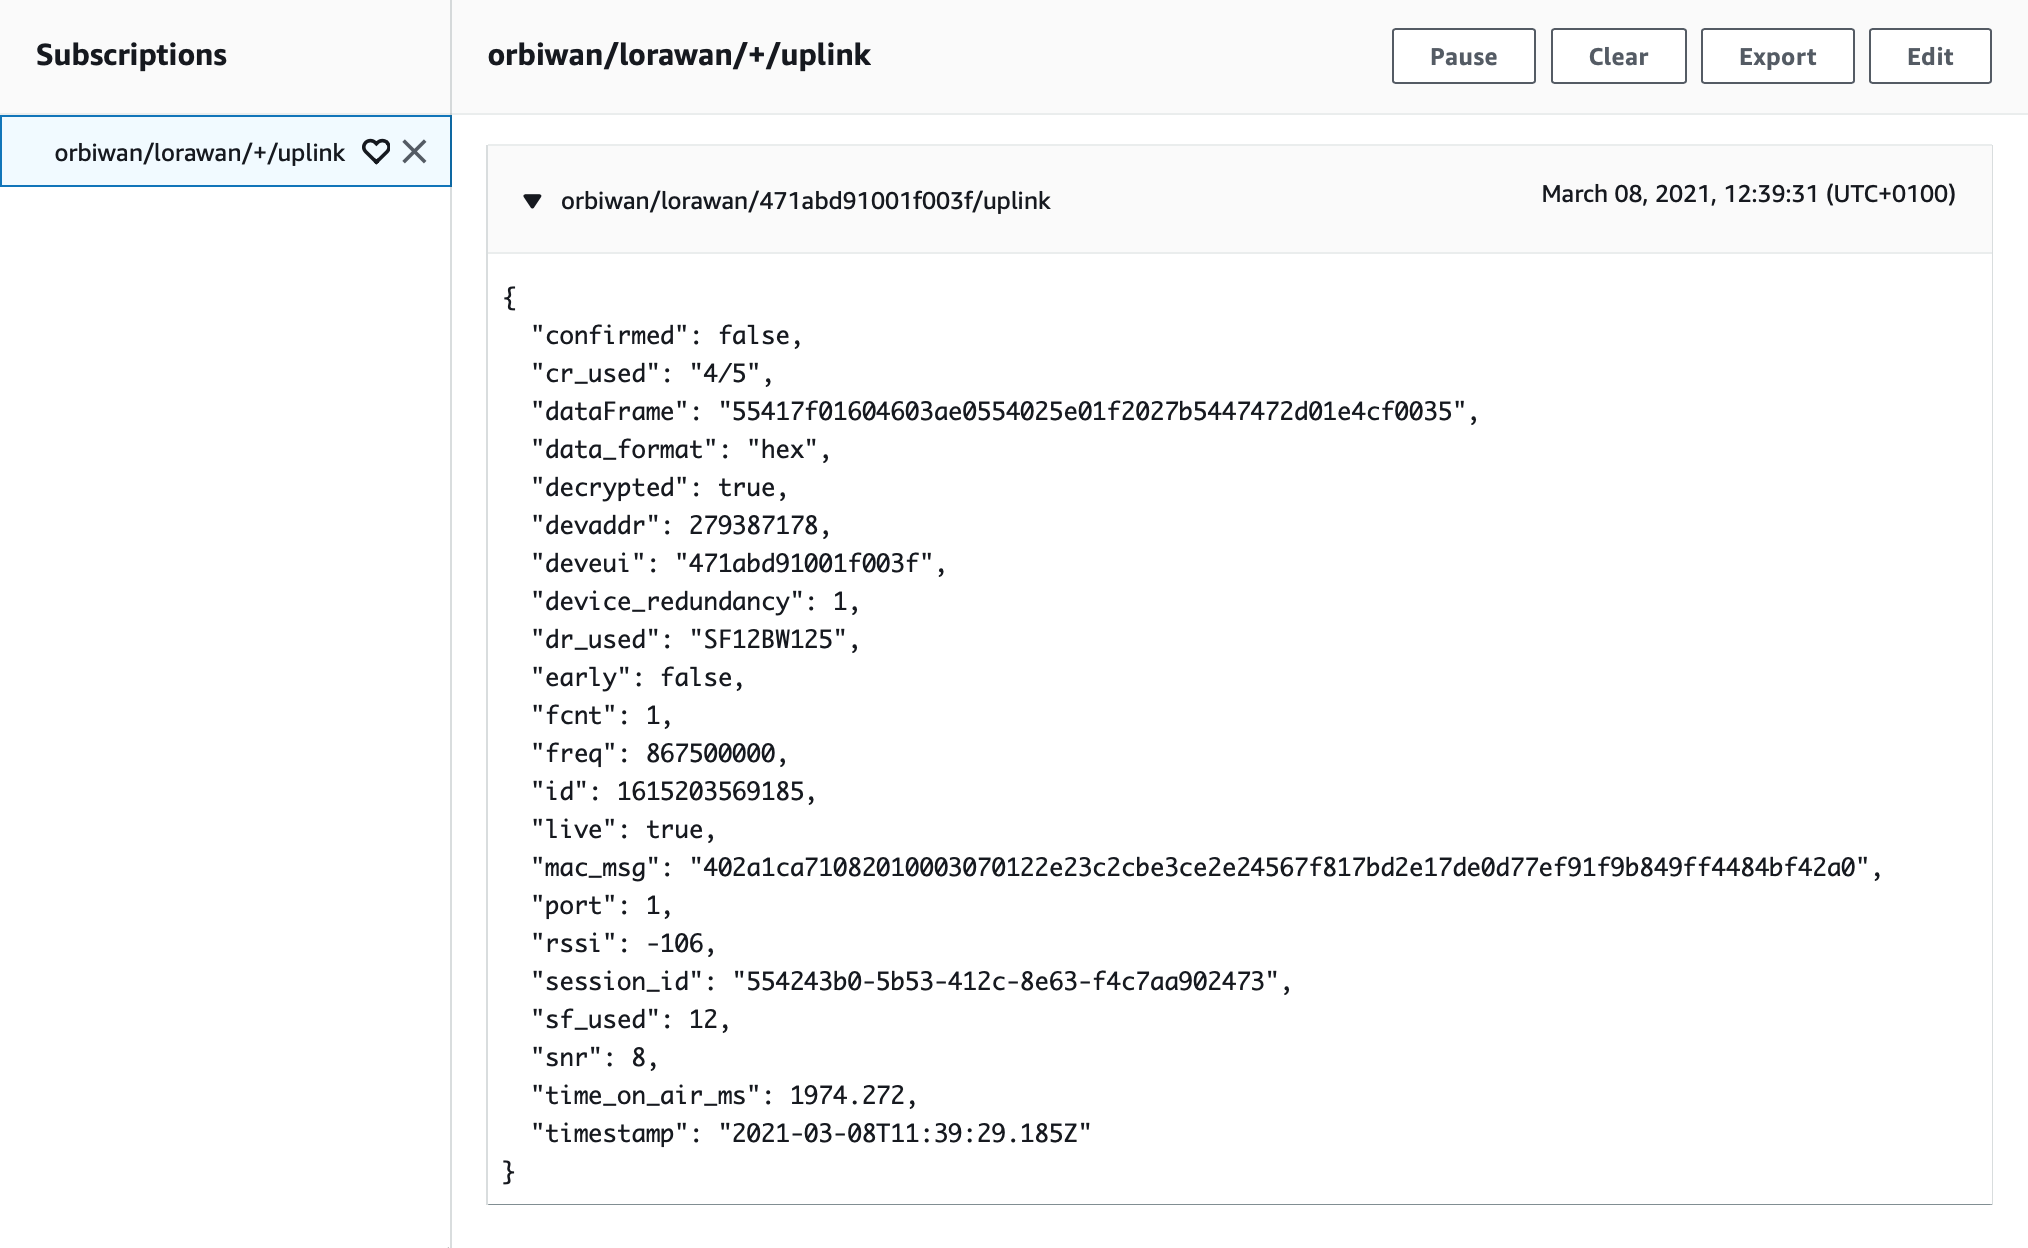 Subscriptions
orbiwan/lorawan/+/uplink
Pause
Clear
Export
Edit
orbiwan/lorawan/+/uplink
orbiwan/lorawan/471abd91001f003f/uplink
March 08, 2021, 12:39:31 (UTC+0100)
{
"confirmed": false,
"cr_used": "4/5",
"dataFrame": "55417f01604603ae0554025e01f2027b5447472d01e4cf0035",
"data_format": "hex",
"decrypted": true,
"devaddr": 279387178,
"deveui": "471abd91001f003f",
"device_redundancy": 1,
"dr_used": "SF12BW125",
"early": false,
"fcnt": 1,
"freq": 867500000,
"id": 1615203569185,
"live": true,
"mac_msg": "402a1ca71082010003070122e23c2cbe3ce2e24567f817bd2e17de0d77ef91f9b849ff4484bf42a0",
"port": 1,
"rssi": -106,
"session_id": "554243b0-5b53-412c-8e63-f4c7aa902473",
"sf_used": 12,
"snr": 8,
"time_on_air_ms": 1974.272,
"timestamp": "2021-03-08T11:39:29.185Z"
}